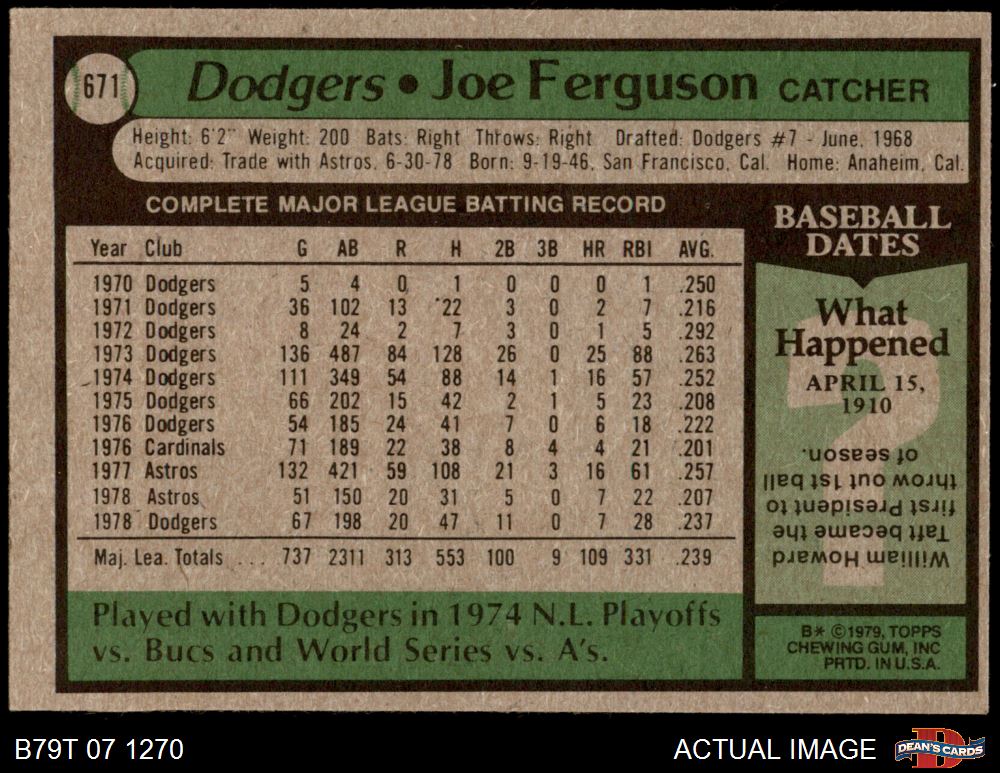 671
Dodgers • Joe Ferguson CATCHER
Height: 6'2" Weight: 200 Bats: Right Throws: Right Drafted: Dodgers #7 - June, 1968
Acquired: Trade with Astros, 6-30-78 Born: 9-19-46, San Francisco, Cal. Home: Anaheim, Cal.
COMPLETE MAJOR LEAGUE BATTING RECORD
Year Club G AB R H 2B 3B HR RBI AVG.
1970 Dodgers 5 4 0 1 0 0 0 1 .250
1971 Dodgers 36 102 13 22 3 0 2 7 .216
1972 Dodgers 8 24 2 7 3 0 1 5 .292
1973 Dodgers 136 487 84 128 26 0 25 88 .263
1974 Dodgers 111 349 54 88 14 1 16 57 .252
1975 Dodgers 66 202 15 42 2 1 5 23 .208
1976 Dodgers 54 185 24 41 7 0 6 18 .222
1976 Cardinals 71 189 22 38 8 4 4 21 .201
1977 Astros 132 421 59 108 21 3 16 61 .257
1978 Astros 51 150 20 31 5 0 7 22 .207
1978 Dodgers 67 198 20 47 11 0 7 28 .237
Maj. Lea. Totals ... 737 2311 313 553 100 9 109 331 .239
Played with Dodgers in 1974 N.L. Playoffs
vs. Bucs and World Series vs. A's.
BASEBALL
DATES
What
Happened
APRIL 15,
1910
William Howard
Taft became the
first President to
throw out 1st ball
of season.
B* ©1979, TOPPS
CHEWING GUM, INC
PRTD. IN U.S.A.
B79T 07 1270
ACTUAL IMAGE
DEAN'S CARDS